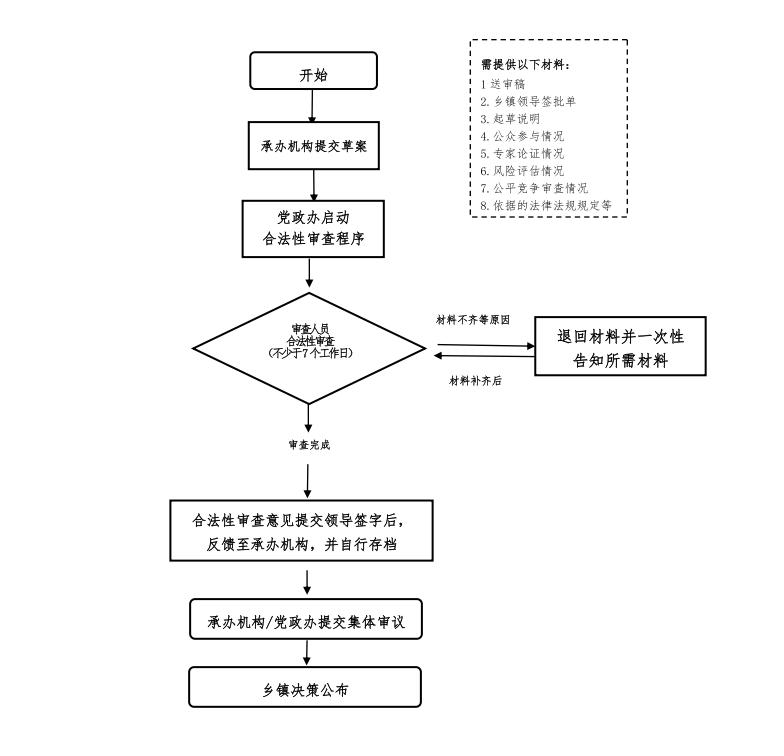 开始
需提供以下材料：
1 送审稿
2. 乡镇领导签批单
3. 起草说明
4. 公众参与情况
5. 专家论证情况
6. 风险评估情况
7. 公平竞争审查情况
8. 依据的法律法规规定等
承办机构提交草案
党政办启动
合法性审查程序
审查人员
合法性审查
（不少于7个工作日）
材料不齐等原因
退回材料并一次性
告知所需材料
材料补齐后
审查完成
合法性审查意见提交领导签字后，
反馈至承办机构，并自行存档
承办机构/党政办提交集体审议
乡镇决策公布